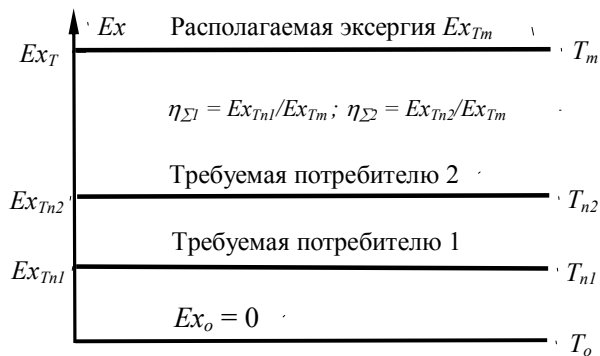 Ex Располагаемая эксергия Ex_Tm
Ex_T T_m
η_Σ1 = Ex_Tn1/Ex_Tm ; η_Σ2 = Ex_Tn2/Ex_Tm
Требуемая потребителю 2
Ex_Tn2 T_n2
Требуемая потребителю 1
Ex_Tn1 T_n1
Ex_o = 0
T_o